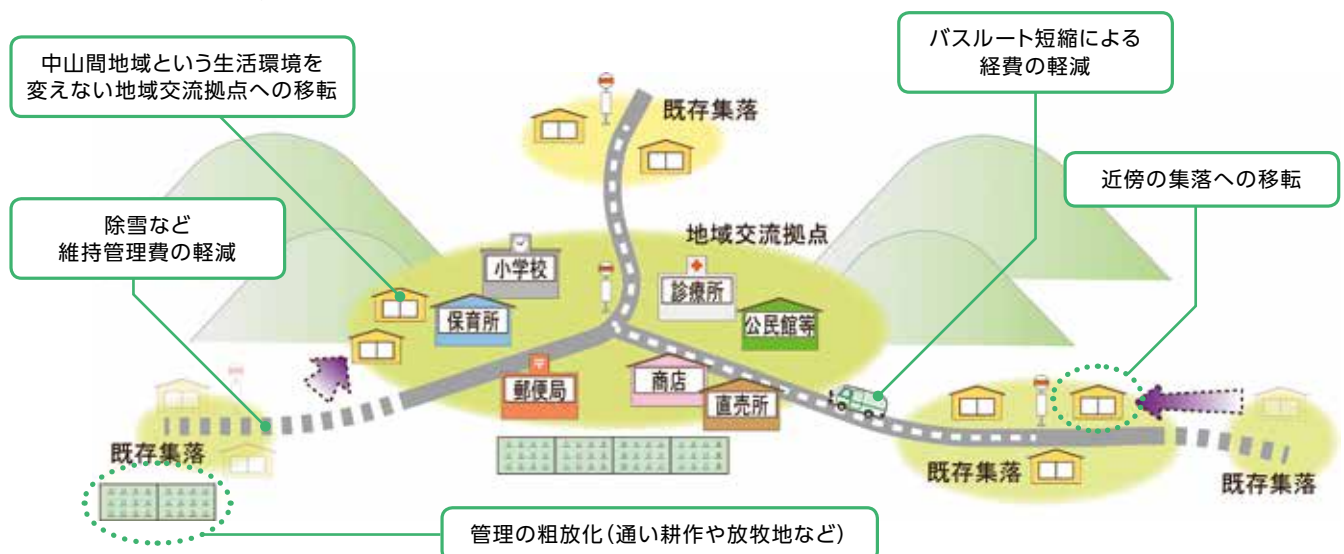 中山間地域という生活環境を
変えない地域交流拠点への移転
バスルート短縮による
経費の軽減
既存集落
近傍の集落への移転
除雪など
維持管理費の軽減
地域交流拠点
小学校
診療所
保育所
公民館等
郵便局
商店
直売所
既存集落
既存集落
既存集落
管理の粗放化（通い耕作や放牧地など）